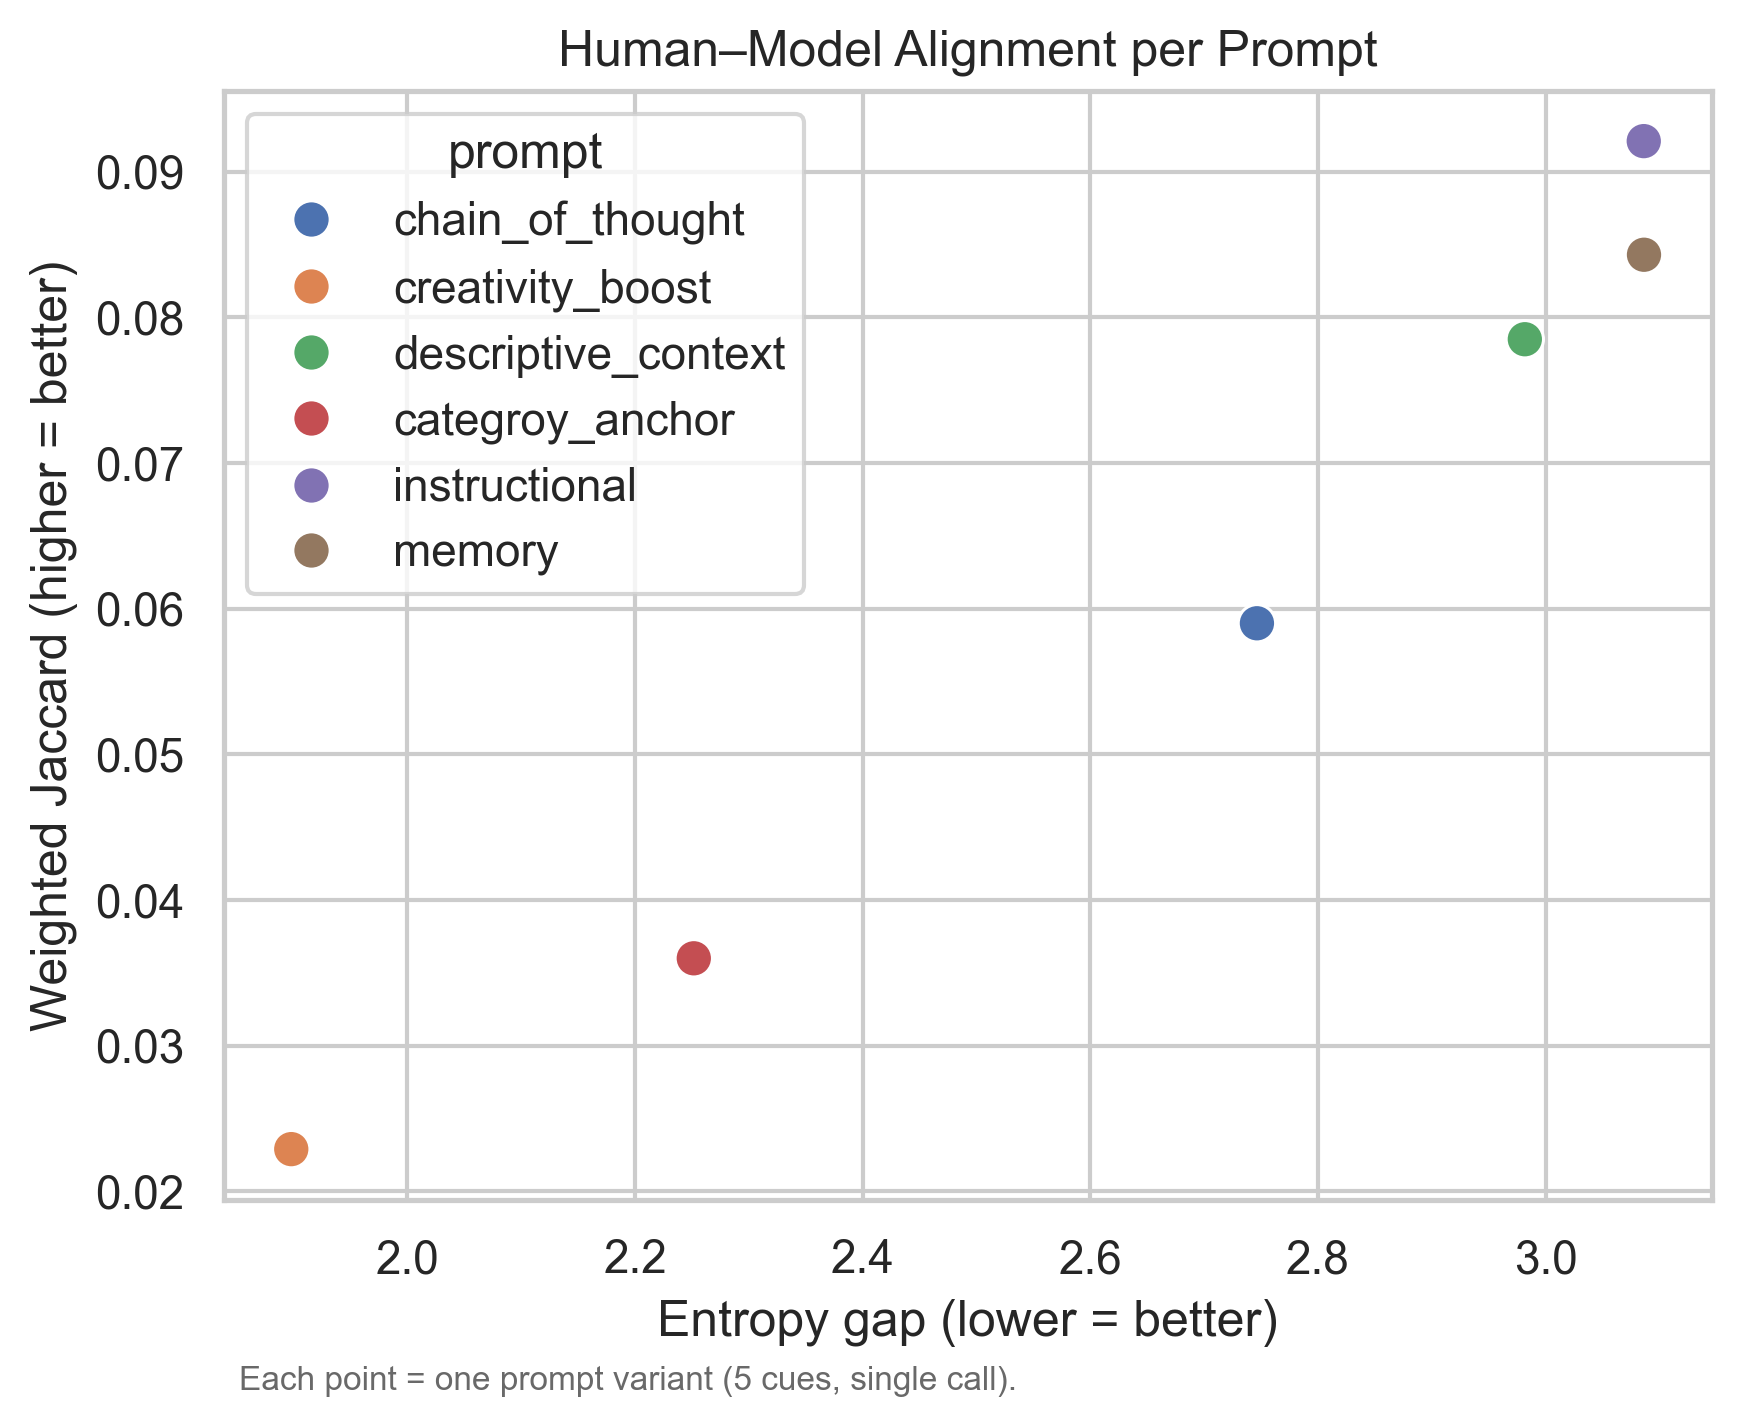 Human–Model Alignment per Prompt
prompt
chain_of_thought
creativity_boost
descriptive_context
categroy_anchor
instructional
memory
Weighted Jaccard (higher = better)
0.09
0.08
0.07
0.06
0.05
0.04
0.03
0.02
2.0 2.2 2.4 2.6 2.8 3.0
Entropy gap (lower = better)
Each point = one prompt variant (5 cues, single call).